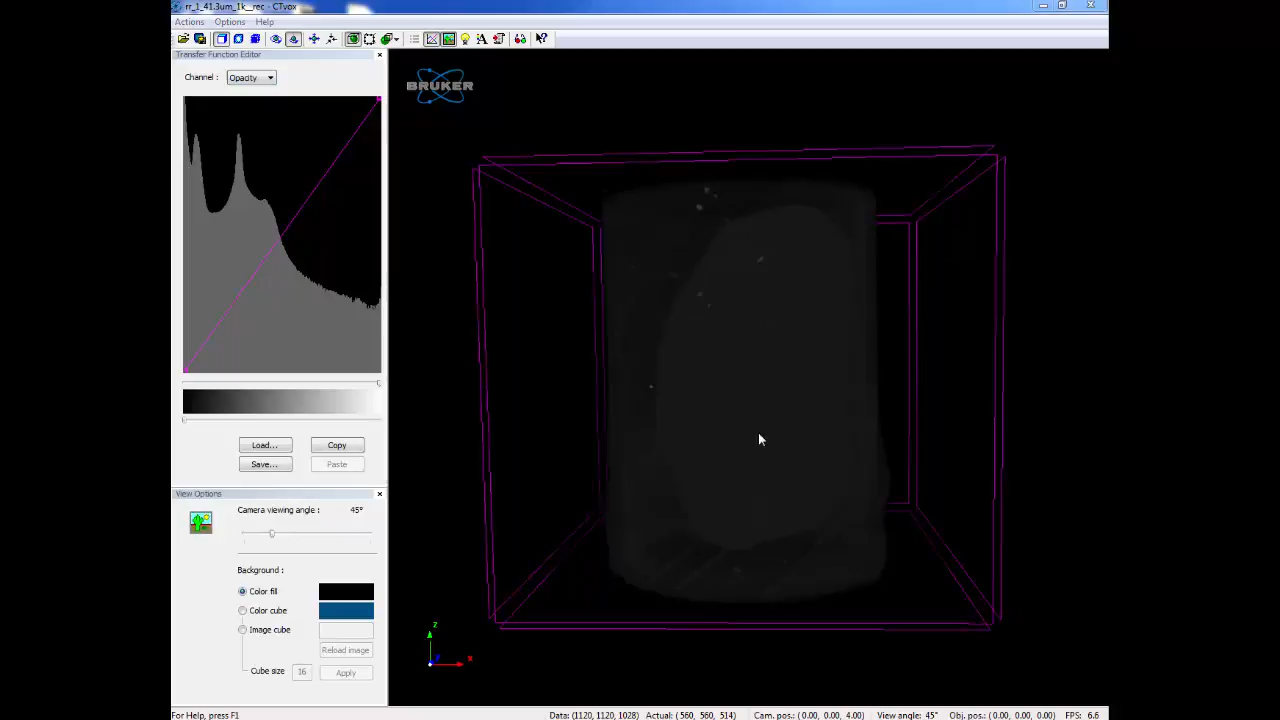 rr_1_41.3um_1k__rec - CTvox
Actions Options Help
Transfer Function Editor
Channel : Opacity
BRUKER
Load... Copy
Save... Paste
View Options
Camera viewing angle : 45°
Background :
Color fill
Color cube
Image cube
Reload image
Cube size 16 Apply
z
y
x
For Help, press F1 Data: (1120, 1120, 1028) Actual: ( 560, 560, 514) Cam. pos.: ( 0.00, 0.00, 4.00) View angle: 45° Obj. pos.: ( 0.00, 0.00, 0.00) FPS: 6.6